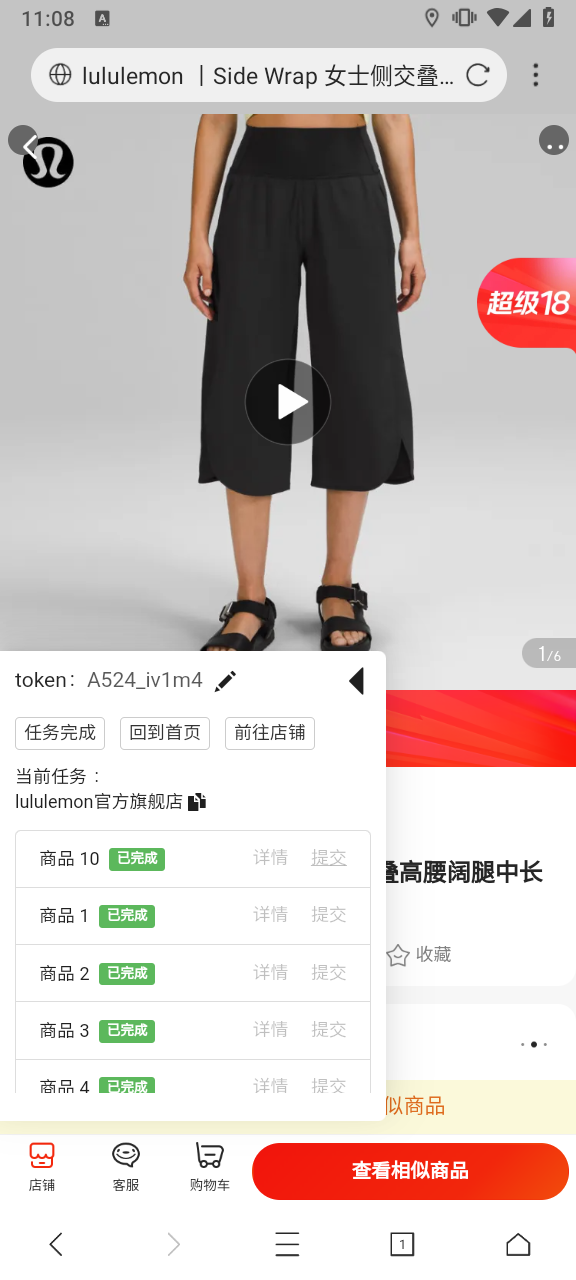 11:08
A
lululemon ｜Side Wrap 女士侧交叠...
超级18
1/6
token: A524_iv1m4
任务完成 回到首页 前往店铺
当前任务：
lululemon官方旗舰店
商品 10 已完成 详情 提交
叠高腰阔腿中长
商品 1 已完成 详情 提交
收藏
商品 2 已完成 详情 提交
商品 3 已完成 详情 提交
商品 4 已完成 详情 提交
似商品
店铺 客服 购物车 查看相似商品
1